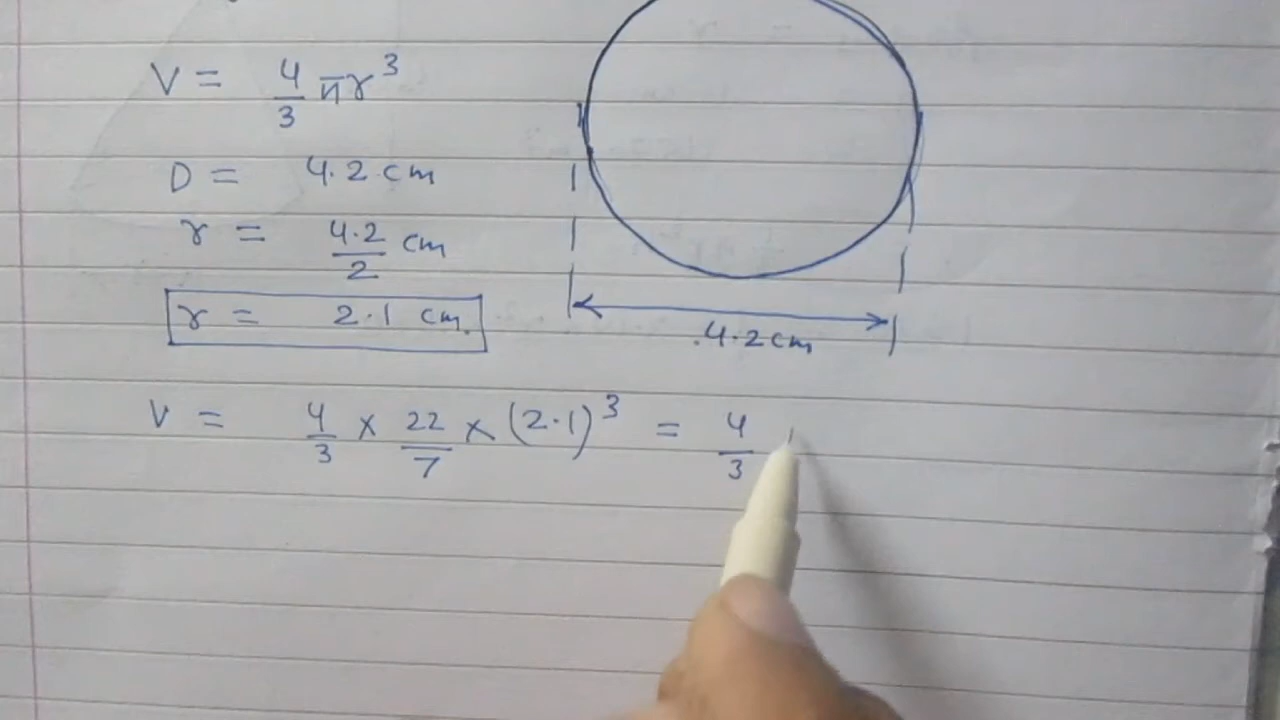 V = 4/3 πr³
D = 4.2 cm
r = 4.2/2 cm
r = 2.1 cm.
.4.2 cm
V = 4/3 × 22/7 × (2.1)³ = 4/3